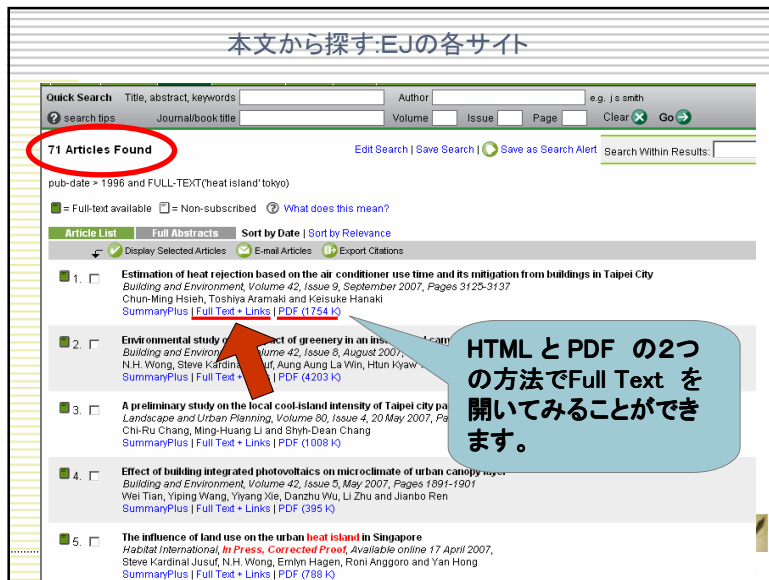 本文から探す:EJの各サイト
Quick Search Title, abstract, keywords Author e.g. j s smith
? search tips Journal/book title Volume Issue Page Clear Go
71 Articles Found Edit Search | Save Search | Save as Search Alert Search Within Results:
pub-date > 1996 and FULL-TEXT('heat island' tokyo)
= Full-text available = Non-subscribed ? What does this mean?
Article List Full Abstracts Sort by Date | Sort by Relevance
Display Selected Articles E-mail Articles Export Citations
1. Estimation of heat rejection based on the air conditioner use time and its mitigation from buildings in Taipei City
Building and Environment, Volume 42, Issue 9, September 2007, Pages 3125-3137
Chun-Ming Hsieh, Toshiya Aramaki and Keisuke Hanaki
SummaryPlus | Full Text + Links | PDF (1754 K)
2. Environmental study of greenery in an
Building and Volume 42, Issue 8, August 2007,
N.H. Wong, Steve Aung Aung La Win, Htun Kyaw
SummaryPlus | Full Text + Links | PDF (4203 K)
3. A preliminary study on the local cool-island intensity of Taipei city
Landscape and Urban Planning, Volume 80, Issue 4, 20 May 2007,
Chi-Ru Chang, Ming-Huang Li and Shyh-Dean Chang
SummaryPlus | Full Text + Links | PDF (1008 K)
4. Effect of building integrated photovoltaics on microclimate of urban canopy layer
Building and Environment, Volume 42, Issue 5, May 2007, Pages 1891-1901
Wei Tian, Yiping Wang, Yiyang Xie, Danzhu Wu, Li Zhu and Jianbo Ren
SummaryPlus | Full Text + Links | PDF (395 K)
5. The influence of land use on the urban heat island in Singapore
Habitat International, In Press, Corrected Proof, Available online 17 April 2007,
Steve Kardinal Jusuf, N.H. Wong, Emlyn Hagen, Roni Anggoro and Yan Hong
SummaryPlus | Full Text + Links | PDF (788 K)
HTML と PDF の2つ
の方法でFull Text を
開いてみることができ
ます。